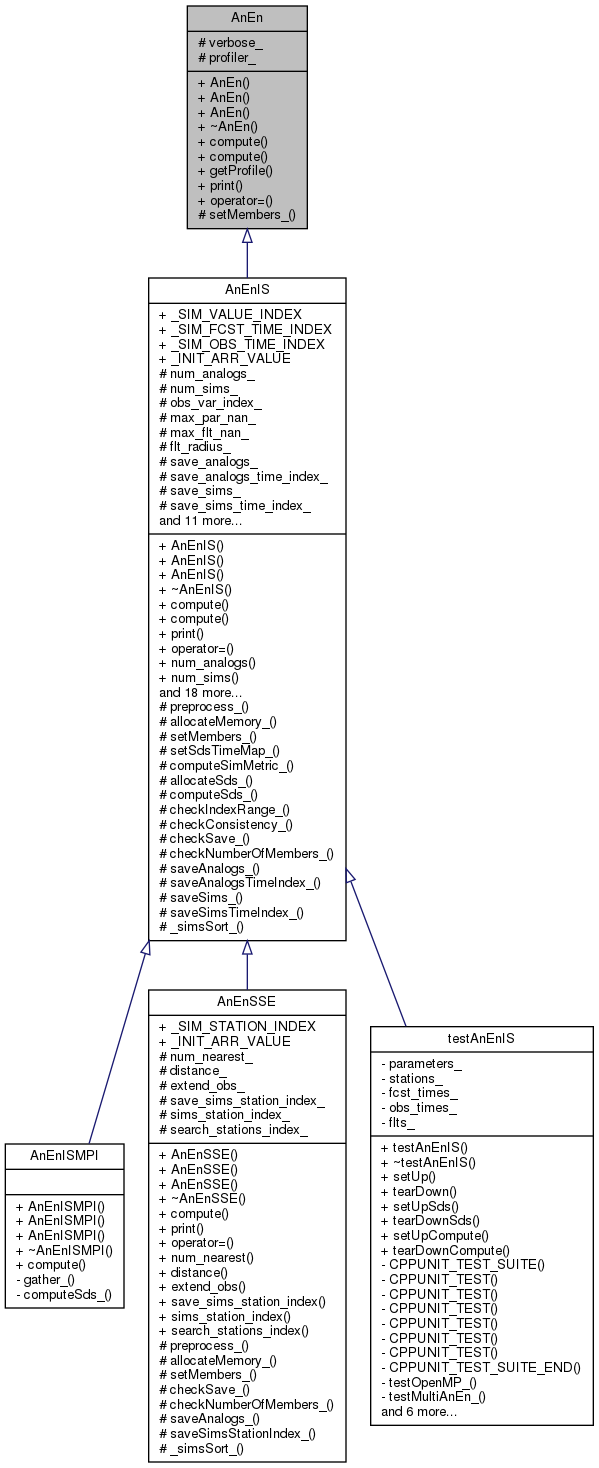 AnEn
# verbose_
# profiler_
+ AnEn()
+ AnEn()
+ AnEn()
+ ~AnEn()
+ compute()
+ compute()
+ getProfile()
+ print()
+ operator=()
# setMembers_()
AnEnIS
+ _SIM_VALUE_INDEX
+ _SIM_FCST_TIME_INDEX
+ _SIM_OBS_TIME_INDEX
+ _INIT_ARR_VALUE
# num_analogs_
# num_sims_
# obs_var_index_
# max_par_nan_
# max_flt_nan_
# flt_radius_
# save_analogs_
# save_analogs_time_index_
# save_sims_
# save_sims_time_index_
and 11 more...
+ AnEnIS()
+ AnEnIS()
+ AnEnIS()
+ ~AnEnIS()
+ compute()
+ compute()
+ print()
+ operator=()
+ num_analogs()
+ num_sims()
and 18 more...
# preprocess_()
# allocateMemory_()
# setMembers_()
# setSdsTimeMap_()
# computeSimMetric_()
# allocateSds_()
# computeSds_()
# checkIndexRange_()
# checkConsistency_()
# checkSave_()
# checkNumberOfMembers_()
# saveAnalogs_()
# saveAnalogsTimeIndex_()
# saveSims_()
# saveSimsTimeIndex_()
# _simsSort_()
AnEnISMPI
+ AnEnISMPI()
+ AnEnISMPI()
+ AnEnISMPI()
+ ~AnEnISMPI()
+ compute()
- gather_()
- computeSds_()
AnEnSSE
+ _SIM_STATION_INDEX
+ _INIT_ARR_VALUE
# num_nearest_
# distance_
# extend_obs_
# save_sims_station_index_
# sims_station_index_
# search_stations_index_
+ AnEnSSE()
+ AnEnSSE()
+ AnEnSSE()
+ ~AnEnSSE()
+ compute()
+ print()
+ operator=()
+ num_nearest()
+ distance()
+ extend_obs()
+ save_sims_station_index()
+ sims_station_index()
+ search_stations_index()
# preprocess_()
# allocateMemory_()
# setMembers_()
# checkSave_()
# checkNumberOfMembers_()
# saveAnalogs_()
# saveSimsStationIndex_()
# _simsSort_()
testAnEnIS
- parameters_
- stations_
- fcst_times_
- obs_times_
- flts_
+ testAnEnIS()
+ ~testAnEnIS()
+ setUp()
+ tearDown()
+ setUpSds()
+ tearDownSds()
+ setUpCompute()
+ tearDownCompute()
- CPPUNIT_TEST_SUITE()
- CPPUNIT_TEST()
- CPPUNIT_TEST()
- CPPUNIT_TEST()
- CPPUNIT_TEST()
- CPPUNIT_TEST()
- CPPUNIT_TEST()
- CPPUNIT_TEST_SUITE_END()
- testOpenMP_()
- testMultiAnEn_()
and 6 more...